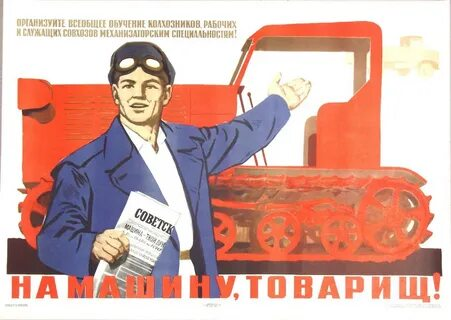 ОРГАНИЗУЙТЕ ВСЕОБЩЕЕ ОБУЧЕНИЕ КОЛХОЗНИКОВ, РАБОЧИХ
И СЛУЖАЩИХ СОВХОЗОВ МЕХАНИЗАТОРСКИМ СПЕЦИАЛЬНОСТЯМ!
СОВЕТСК
НА МАШИНУ, ТОВАРИЩ!